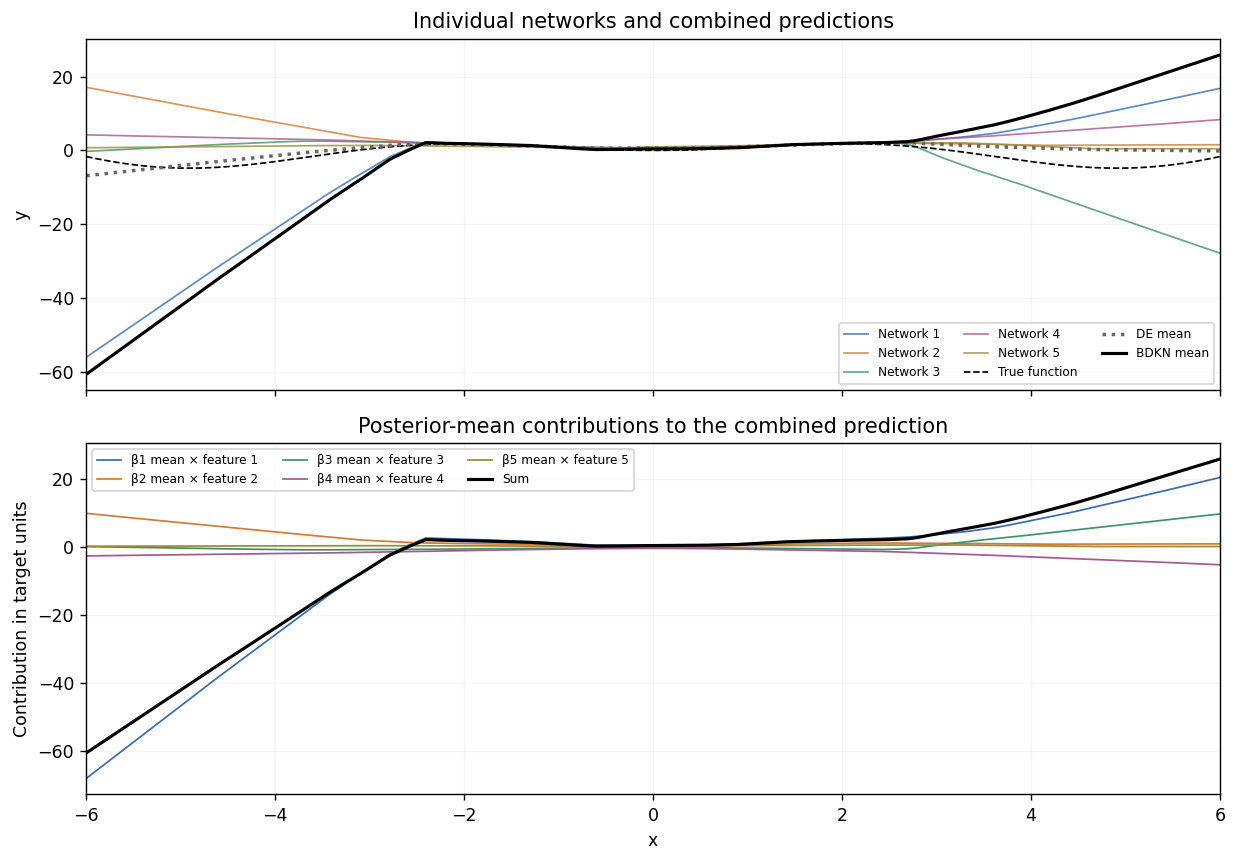 Individual networks and combined predictions
20
0
−20
−40
−60
y
Network 1 Network 4 DE mean
Network 2 Network 5 BDKN mean
Network 3 True function
Posterior-mean contributions to the combined prediction
β1 mean × feature 1 β3 mean × feature 3 β5 mean × feature 5
β2 mean × feature 2 β4 mean × feature 4 Sum
20
0
−20
−40
−60
Contribution in target units
−6 −4 −2 0 2 4 6
x